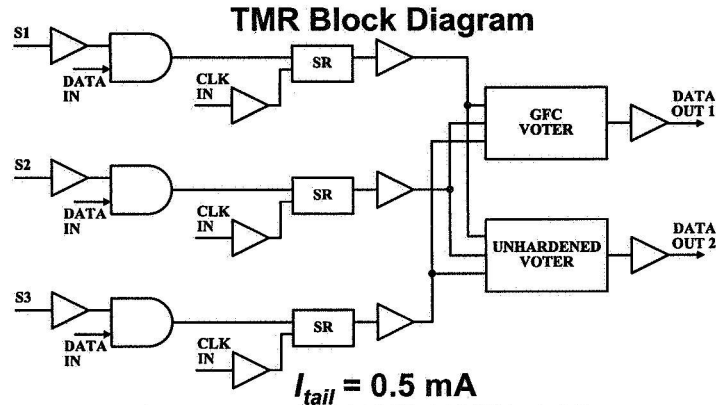 TMR Block Diagram
S1
DATA
IN
CLK
IN
SR
GFC
VOTER
DATA
OUT 1
S2
DATA
IN
CLK
IN
SR
UNHARDENED
VOTER
DATA
OUT 2
S3
DATA
IN
CLK
IN
SR
I_tail = 0.5 mA